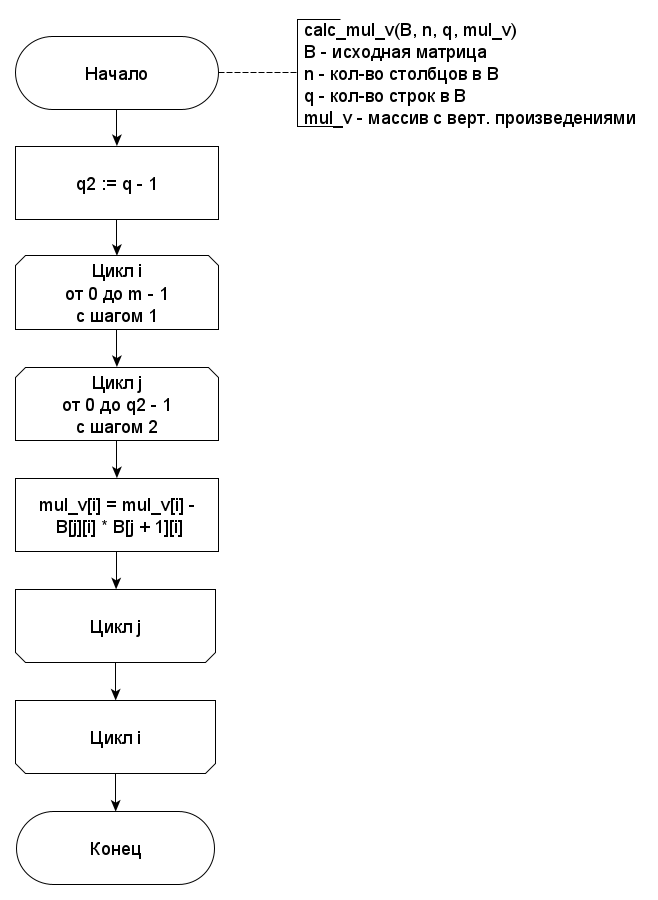 Начало
calc_mul_v(B, n, q, mul_v)
B - исходная матрица
n - кол-во столбцов в B
q - кол-во строк в B
mul_v - массив с верт. произведениями
q2 := q - 1
Цикл i
от 0 до m - 1
с шагом 1
Цикл j
от 0 до q2 - 1
с шагом 2
mul_v[i] = mul_v[i] -
B[j][i] * B[j + 1][i]
Цикл j
Цикл i
Конец